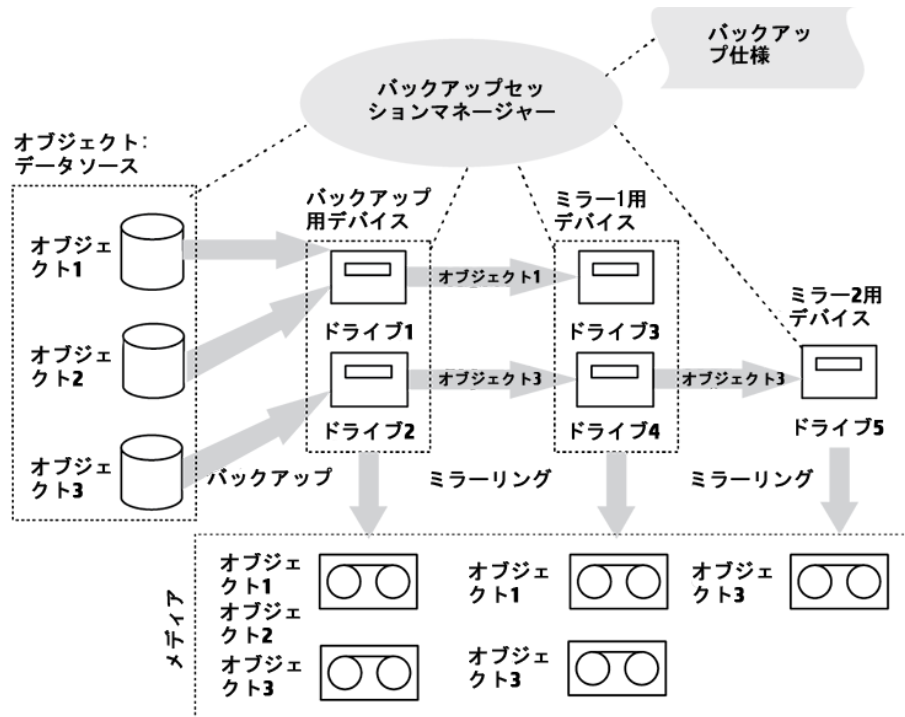 バックアッ
プ仕様
バックアップセッ
ションマネージャー
オブジェクト:
データソース
バックアップ
用デバイス
ミラー1用
デバイス
ミラー2用
デバイス
オブジェ
クト1
オブジェクト1
ドライブ1
ドライブ3
オブジェ
クト2
オブジェクト3
オブジェクト3
ドライブ2
ドライブ4
ドライブ5
オブジェ
クト3
バックアップ
ミラーリング
ミラーリング
メディア
オブジェ
クト1
オブジェ
クト2
オブジェ
クト3
オブジェ
クト1
オブジェ
クト3
オブジェ
クト3